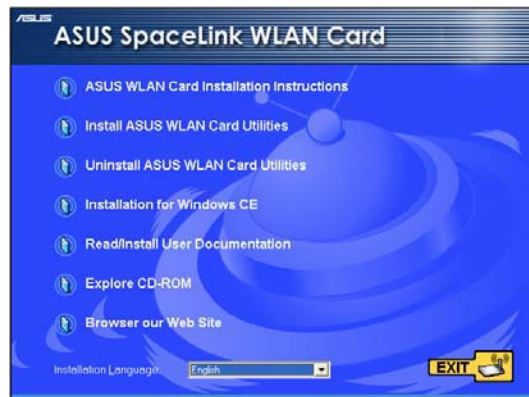 ASUS
ASUS SpaceLink WLAN Card
ASUS WLAN Card Installation Instructions
Install ASUS WLAN Card Utilities
Uninstall ASUS WLAN Card Utilities
Installation for Windows CE
Read/Install User Documentation
Explore CD-ROM
Browser our Web Site
Installation Language: English
EXIT